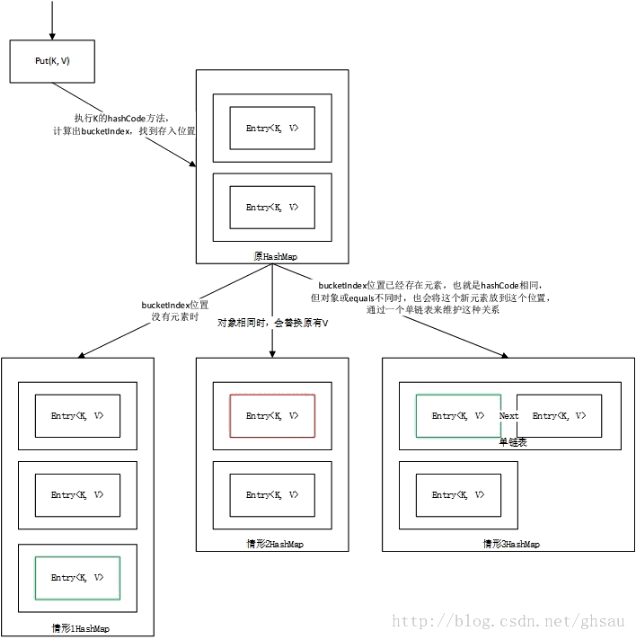 Put(K, V)
执行K的hashCode方法，
计算出bucketIndex，找到存入位置
Entry<K, V>
Entry<K, V>
原HashMap
bucketIndex位置
没有元素时
对象相同时，会替换原有V
bucketIndex位置已经存在元素，也就是hashCode相同，
但对象或equals不同时，也会将这个新元素放到这个位置，
通过一个单链表来维护这种关系
Entry<K, V>
Entry<K, V>
Entry<K, V>
情形1HashMap
Entry<K, V>
Entry<K, V>
情形2HashMap
Entry<K, V> Next Entry<K, V>
单链表
Entry<K, V>
情形3HashMap
http://blog.csdn.net/ghsau